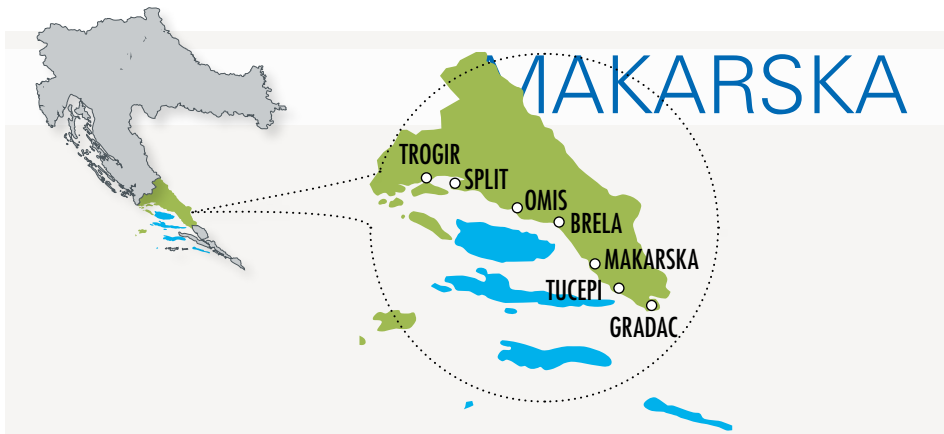 MAKARSKA
TROGIR
SPLIT
OMIS
BRELA
MAKARSKA
TUCEPI
GRADAC